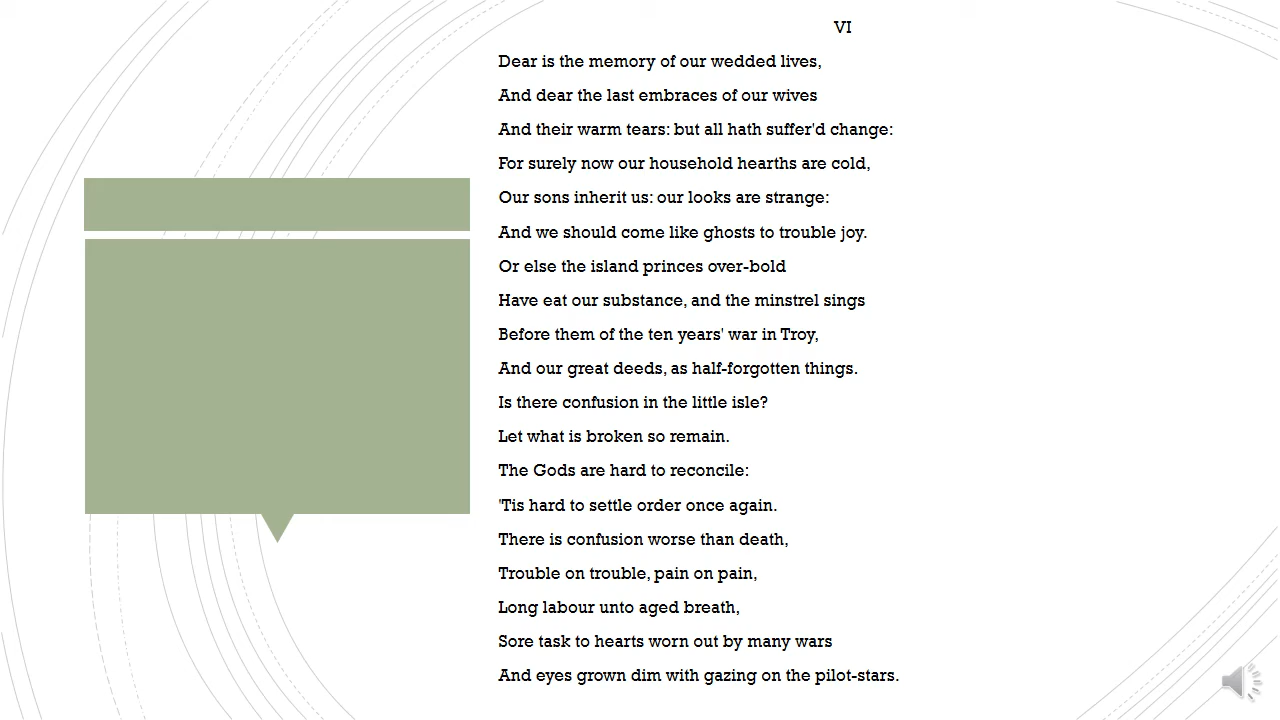 VI
Dear is the memory of our wedded lives,
And dear the last embraces of our wives
And their warm tears: but all hath suffer'd change:
For surely now our household hearths are cold,
Our sons inherit us: our looks are strange:
And we should come like ghosts to trouble joy.
Or else the island princes over-bold
Have eat our substance, and the minstrel sings
Before them of the ten years' war in Troy,
And our great deeds, as half-forgotten things.
Is there confusion in the little isle?
Let what is broken so remain.
The Gods are hard to reconcile:
'Tis hard to settle order once again.
There is confusion worse than death,
Trouble on trouble, pain on pain,
Long labour unto aged breath,
Sore task to hearts worn out by many wars
And eyes grown dim with gazing on the pilot-stars.